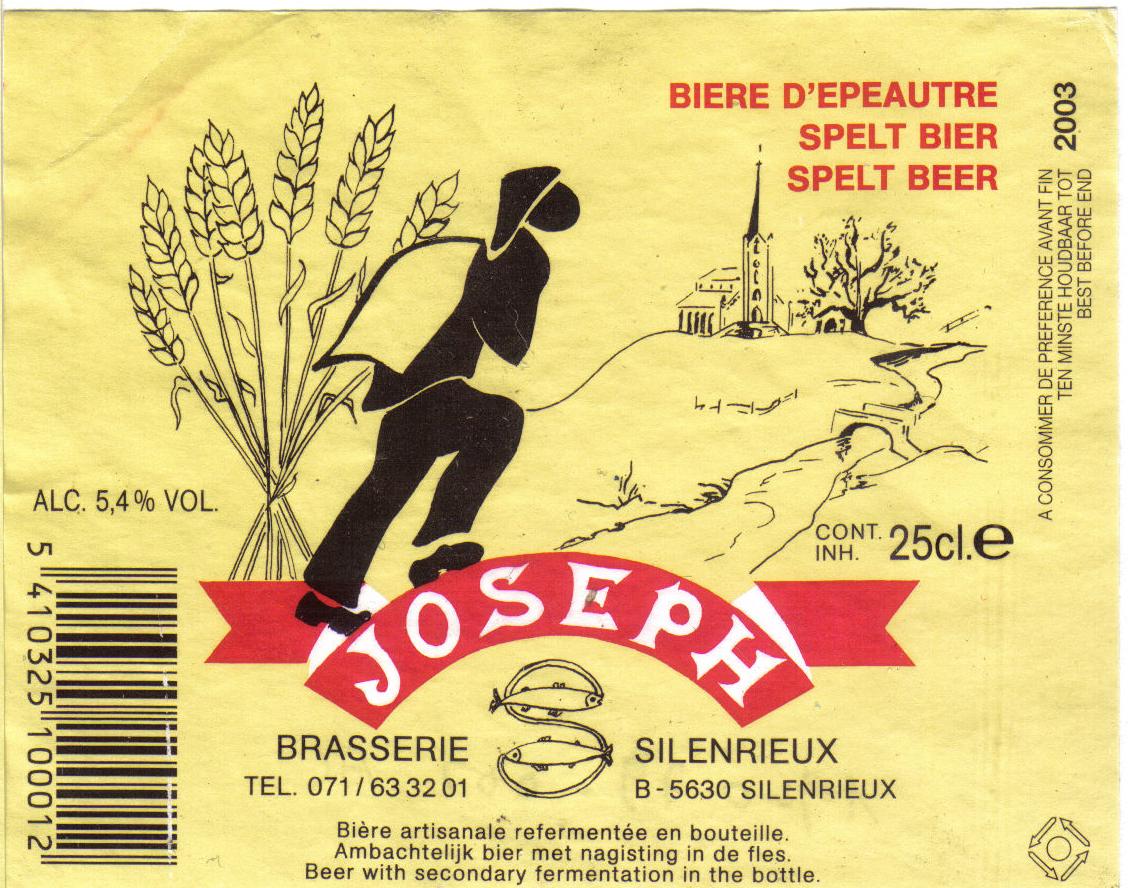 BIERE D'EPEAUTRE
SPELT BIER
SPELT BEER
A CONSOMMER DE PREFERENCE AVANT FIN
TEN MINSTE HOUDBAAR TOT
BEST BEFORE END
2003
ALC. 5,4% VOL.
CONT.
INH. 25cl.e
JOSEPH
BRASSERIE SILENRIEUX
TEL. 071/63 32 01 B-5630 SILENRIEUX
Bière artisanale refermentée en bouteille.
Ambachtelijk bier met nagisting in de fles.
Beer with secondary fermentation in the bottle.
5 410325 100012